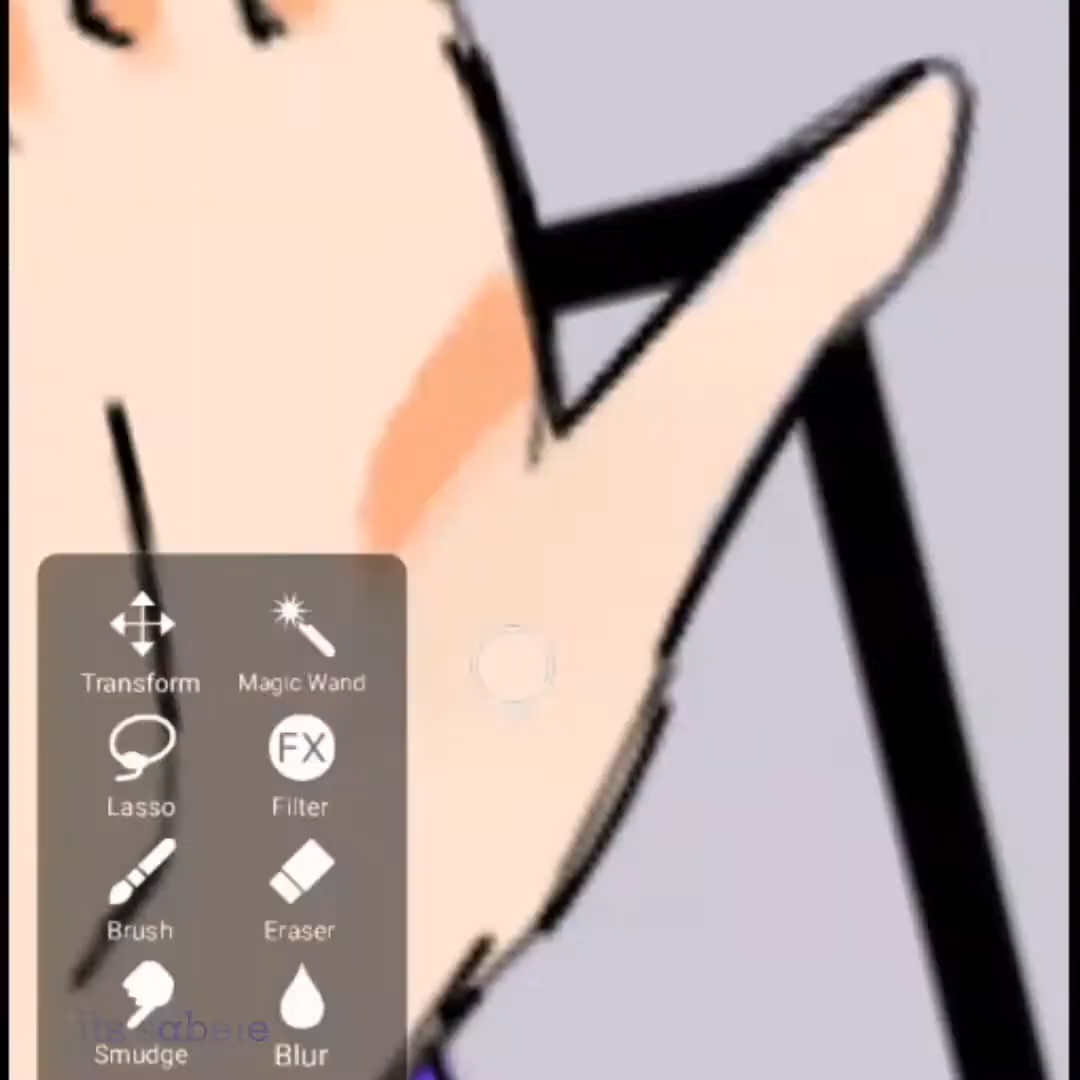 Transform Magic Wand
Lasso FX Filter
Brush Eraser
Smudge Blur